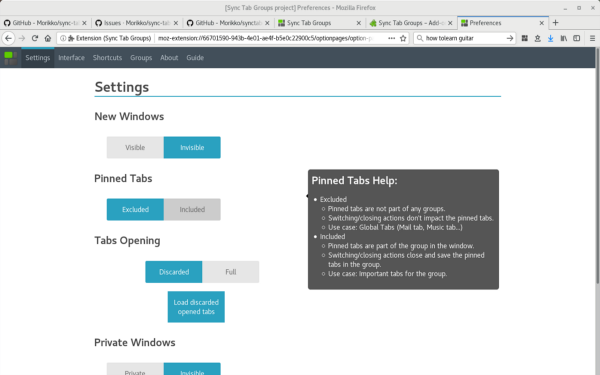 [Sync Tab Groups project] Preferences - Mozilla Firefox
GitHub - Morikko/sync-tab
Issues · Morikko/sync-tab
GitHub - Morikko/synctab
Sync Tab Groups
Sync Tab Groups – Add-o
Preferences
Extension (Sync Tab Groups)
moz-extension://66701590-943b-4e01-ae4f-b5e0c22900c5/optionpages/option-p
how tolearn guitar
Settings Interface Shortcuts Groups About Guide
Settings
New Windows
Visible Invisible
Pinned Tabs
Excluded Included
Pinned Tabs Help:
Excluded
Pinned tabs are not part of any groups.
Switching/closing actions don't impact the pinned tabs.
Use case: Global Tabs (Mail tab, Music tab...)
Included
Pinned tabs are part of the group in the window.
Switching/closing actions close and save the pinned
tabs in the group.
Use case: Important tabs for the group.
Tabs Opening
Discarded Full
Load discarded
opened tabs
Private Windows
Private Invisible